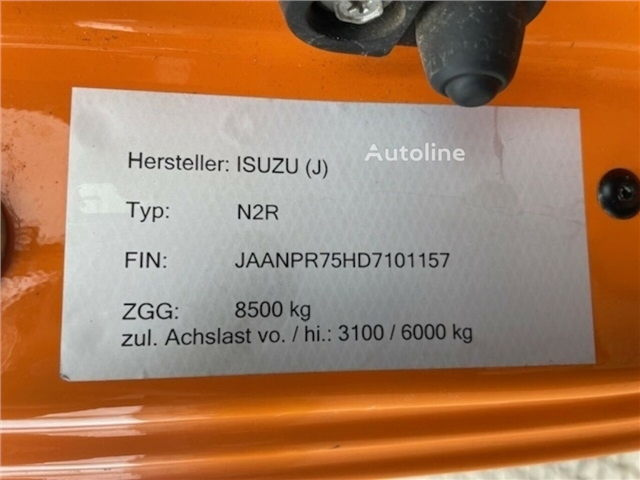 Autoline
Hersteller: ISUZU (J)
Typ: N2R
FIN: JAANPR75HD7101157
ZGG: 8500 kg
zul. Achslast vo. / hi.: 3100 / 6000 kg